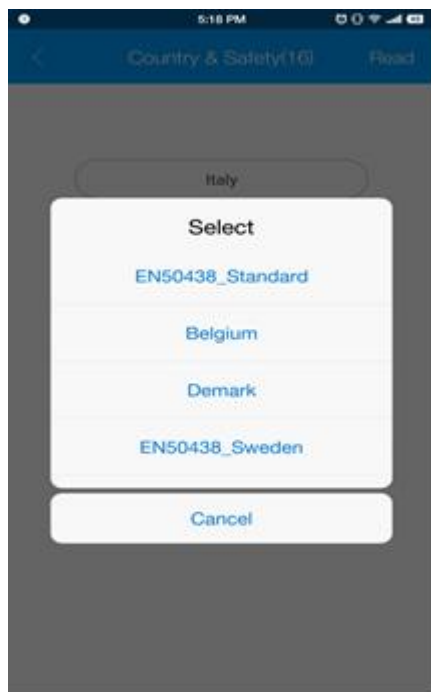 5:18 PM
Country & Safety(16) Read
Italy
Select
EN50438_Standard
Belgium
Demark
EN50438_Sweden
Cancel